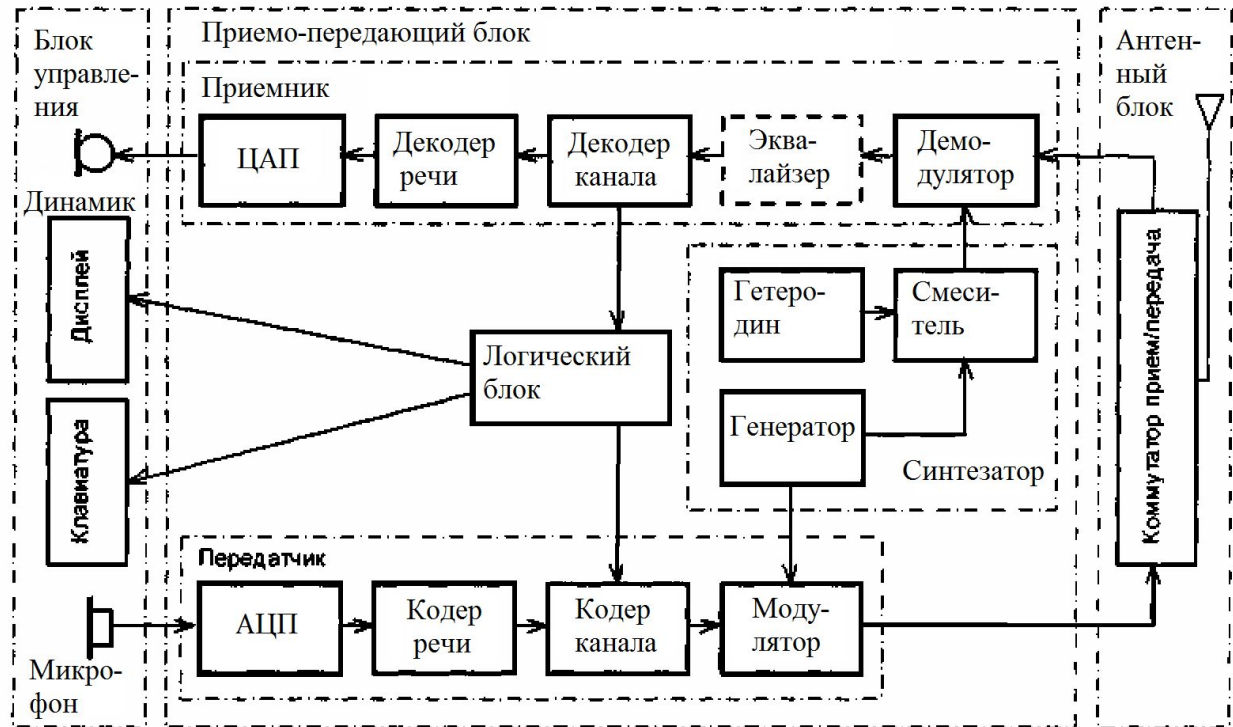 Блок
управле-
ния
Приемо-передающий блок
Антен-
ный
блок
Приемник
ЦАП
Декодер
речи
Декодер
канала
Эква-
лайзер
Демо-
дулятор
Динамик
Дисплей
Гетеро-
дин
Смеси-
тель
Логический
блок
Генератор
Синтезатор
Коммутатор прием/передача
Клавиатура
Передатчик
АЦП
Кодер
речи
Кодер
канала
Моду-
лятор
Микро-
фон